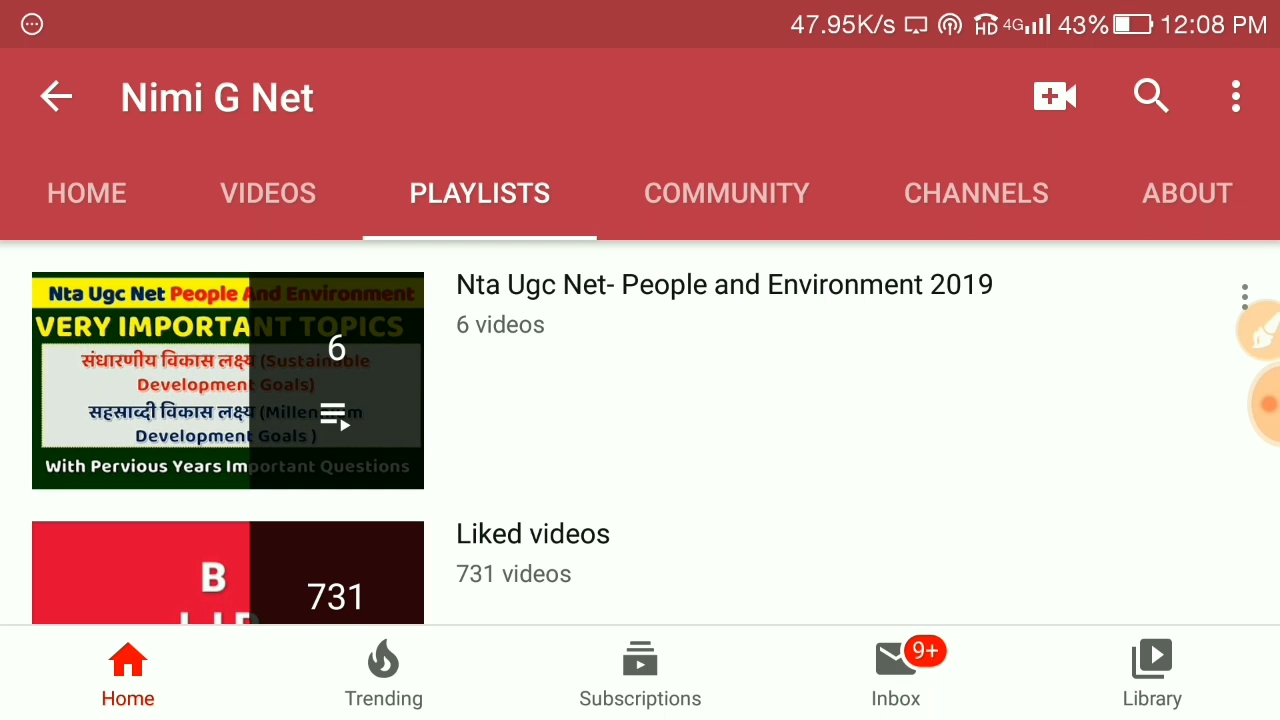 47.95K/s HD 4G 43% 12:08 PM
Nimi G Net
HOME VIDEOS PLAYLISTS COMMUNITY CHANNELS ABOUT
Nta Ugc Net People And Environment
VERY IMPORTANT TOPICS
संधारणीय विकास लक्ष्य (Sustainable
Development Goals)
सहस्राब्दी विकास लक्ष्य (Millennium
Development Goals )
With Pervious Years Important Questions
6
Nta Ugc Net- People and Environment 2019
6 videos
B
731
Liked videos
731 videos
Home Trending Subscriptions Inbox 9+ Library